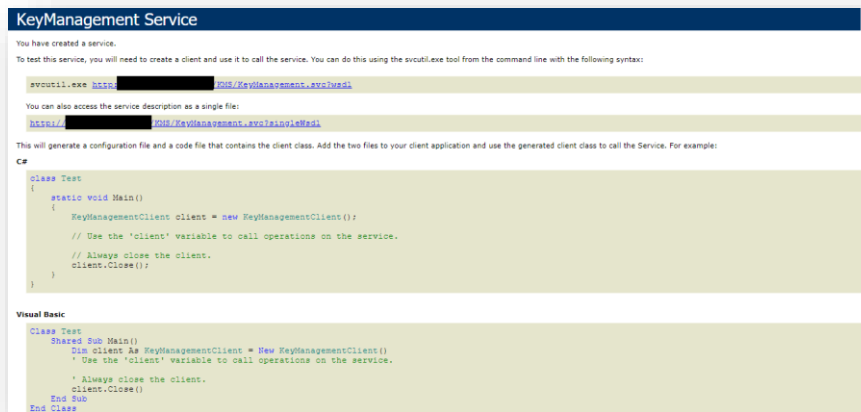 KeyManagement Service
You have created a service.
To test this service, you will need to create a client and use it to call the service. You can do this using the svcutil.exe tool from the command line with the following syntax:
svcutil.exe http: /KMS/KeyManagement.svc?wsdl
You can also access the service description as a single file:
http:// /KMS/KeyManagement.svc?singleWsdl
This will generate a configuration file and a code file that contains the client class. Add the two files to your client application and use the generated client class to call the Service. For example:
C#
class Test
{
static void Main()
{
KeyManagementClient client = new KeyManagementClient();
// Use the 'client' variable to call operations on the service.
// Always close the client.
client.Close();
}
}
Visual Basic
Class Test
Shared Sub Main()
Dim client As KeyManagementClient = New KeyManagementClient()
' Use the 'client' variable to call operations on the service.
' Always close the client.
client.Close()
End Sub
End Class